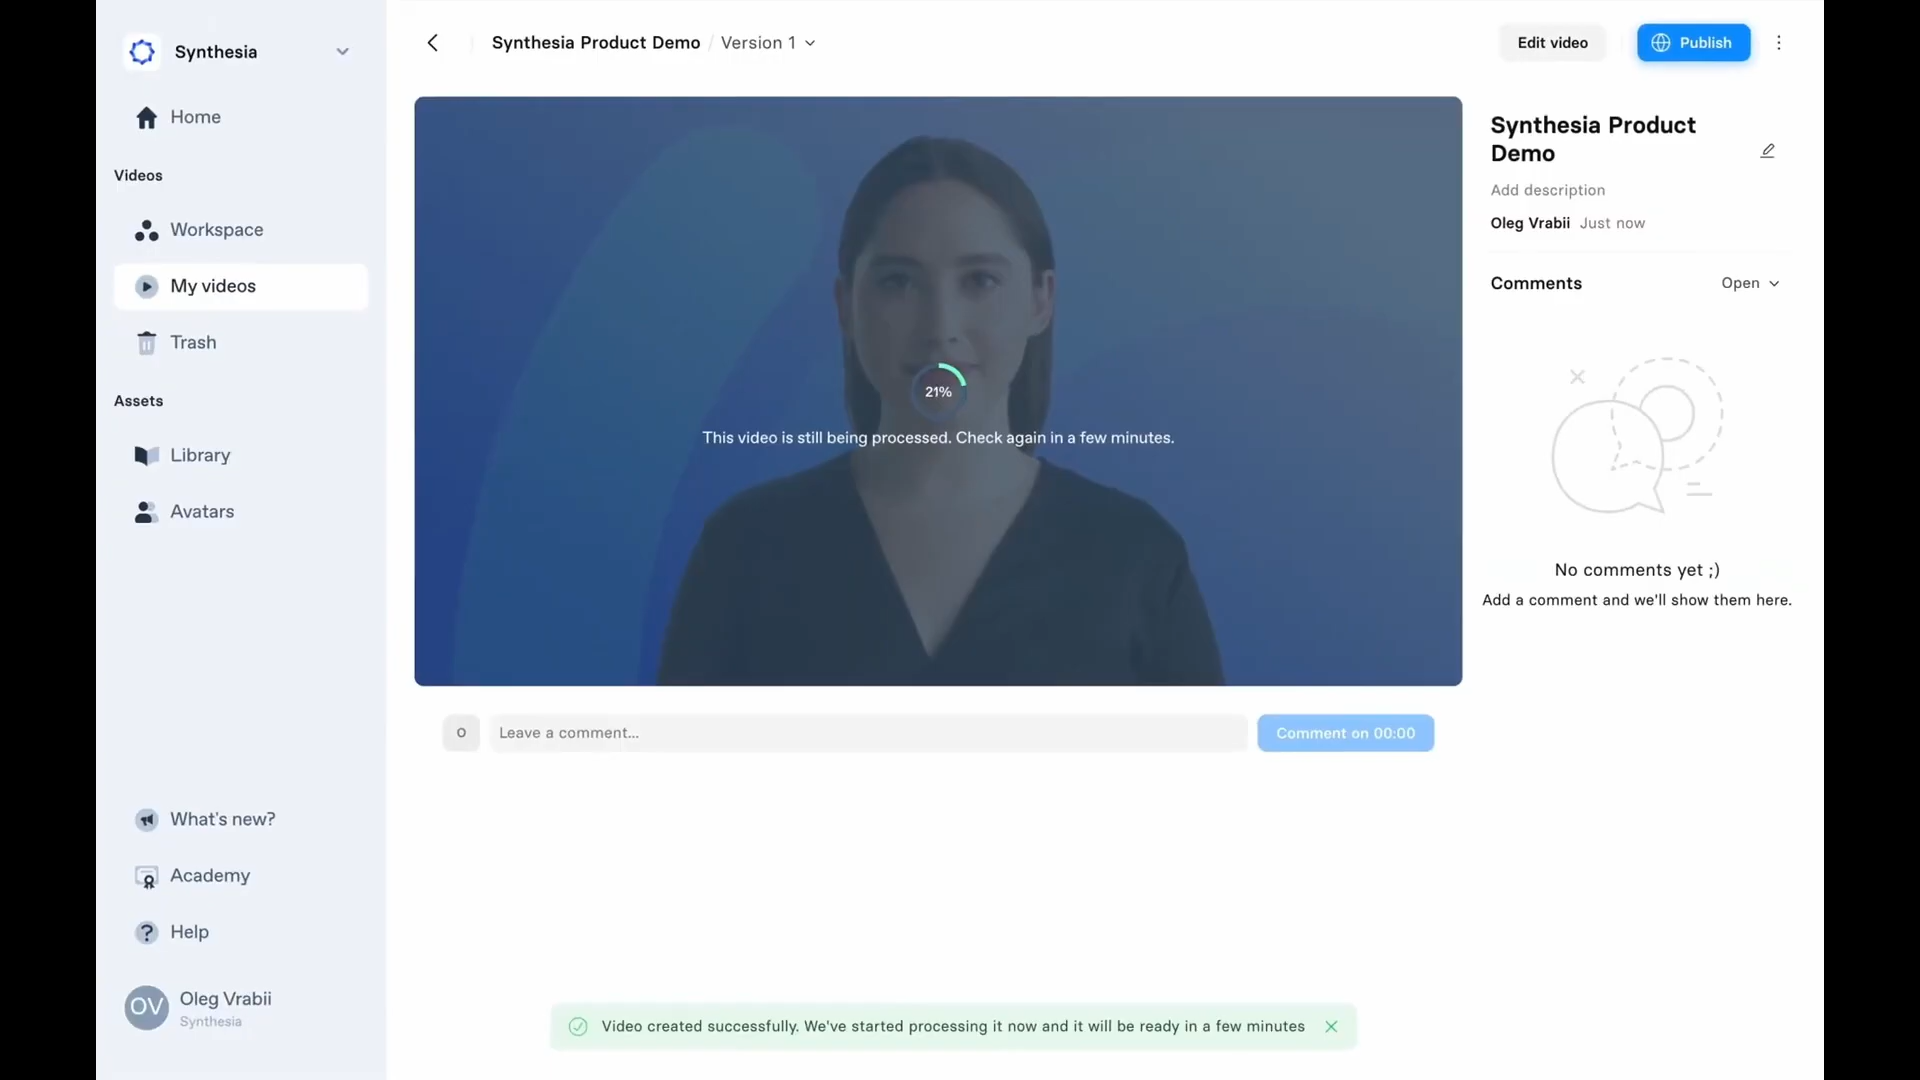 Synthesia
Home
Videos
Workspace
My videos
Trash
Assets
Library
Avatars
What's new?
Academy
Help
OV
Oleg Vrabii
Synthesia
Synthesia Product Demo / Version 1
Edit video
Publish
21%
This video is still being processed. Check again in a few minutes.
O
Leave a comment...
Comment on 00:00
Synthesia Product
Demo
Add description
Oleg Vrabii Just now
Comments
Open
No comments yet ;)
Add a comment and we'll show them here.
Video created successfully. We've started processing it now and it will be ready in a few minutes